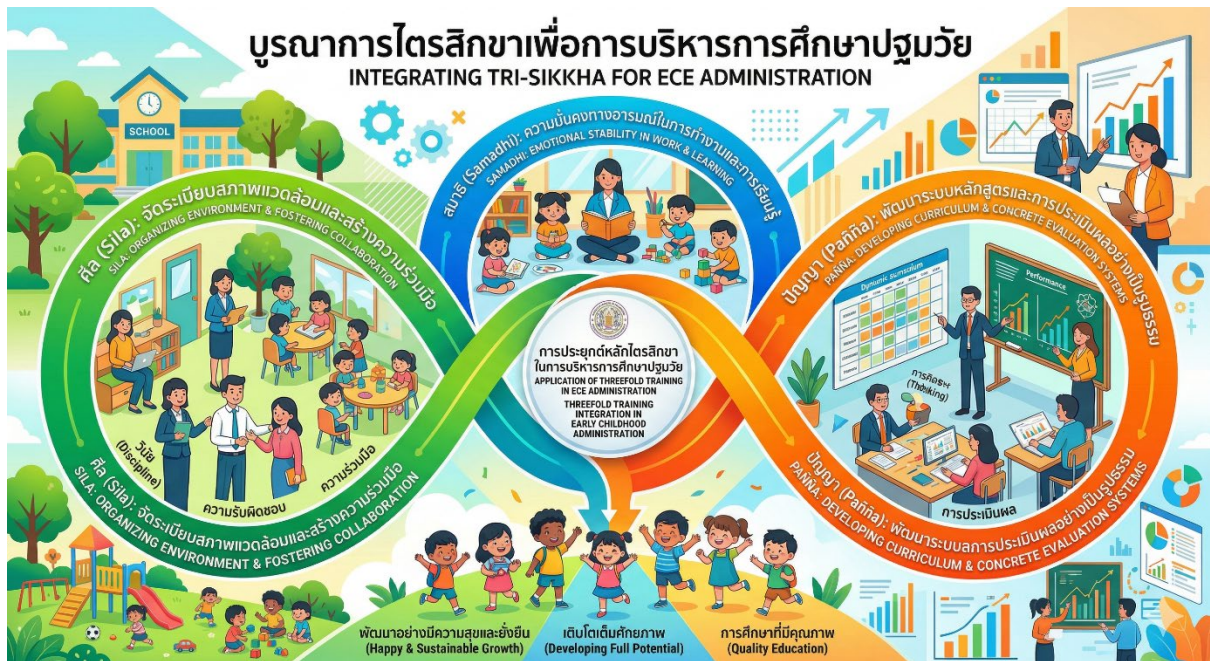 บูรณาการไตรสิกขาเพื่อการบริหารการศึกษาปฐมวัย
INTEGRATING TRI-SIKKHA FOR ECE ADMINISTRATION
SCHOOL
สมาธิ (Samadhi): ความมั่นคงทางอารมณ์ในการทำงานและการเรียนรู้
SAMADHI: EMOTIONAL STABILITY IN WORK & LEARNING
ศีล (Sila): จัดระเบียบสภาพแวดล้อมและสร้างความร่วมมือ
SILA: ORGANIZING ENVIRONMENT & FOSTERING COLLABORATION
วินัย
(Discipline)
ความรับผิดชอบ
ความร่วมมือ
ศีล (Sila): จัดระเบียบสภาพแวดล้อมและสร้างความร่วมมือ
SILA: ORGANIZING ENVIRONMENT & FOSTERING COLLABORATION
การประยุกต์หลักไตรสิกขา
ในการบริหารการศึกษาปฐมวัย
APPLICATION OF THREEFOLD TRAINING
IN ECE ADMINISTRATION
THREEFOLD TRAINING
INTEGRATION IN
EARLY CHILDHOOD
ADMINISTRATION
ปัญญา (Pañña): พัฒนาระบบหลักสูตรและการประเมินผลอย่างเป็นรูปธรรม
PAÑÑA: DEVELOPING CURRICULUM & CONCRETE EVALUATION SYSTEMS
Performance
การประเมินผล
ปัญญา (Pañña): พัฒนาระบบลการประเมินผลอย่างเป็นรูปธรรม
PAÑÑA: DEVELOPING CURRICULUM & CONCRETE EVALUATION SYSTEMS
พัฒนาอย่างมีความสุขและยั่งยืน
(Happy & Sustainable Growth)
เติบโตเต็มศักยภาพ
(Developing Full Potential)
การศึกษาที่มีคุณภาพ
(Quality Education)